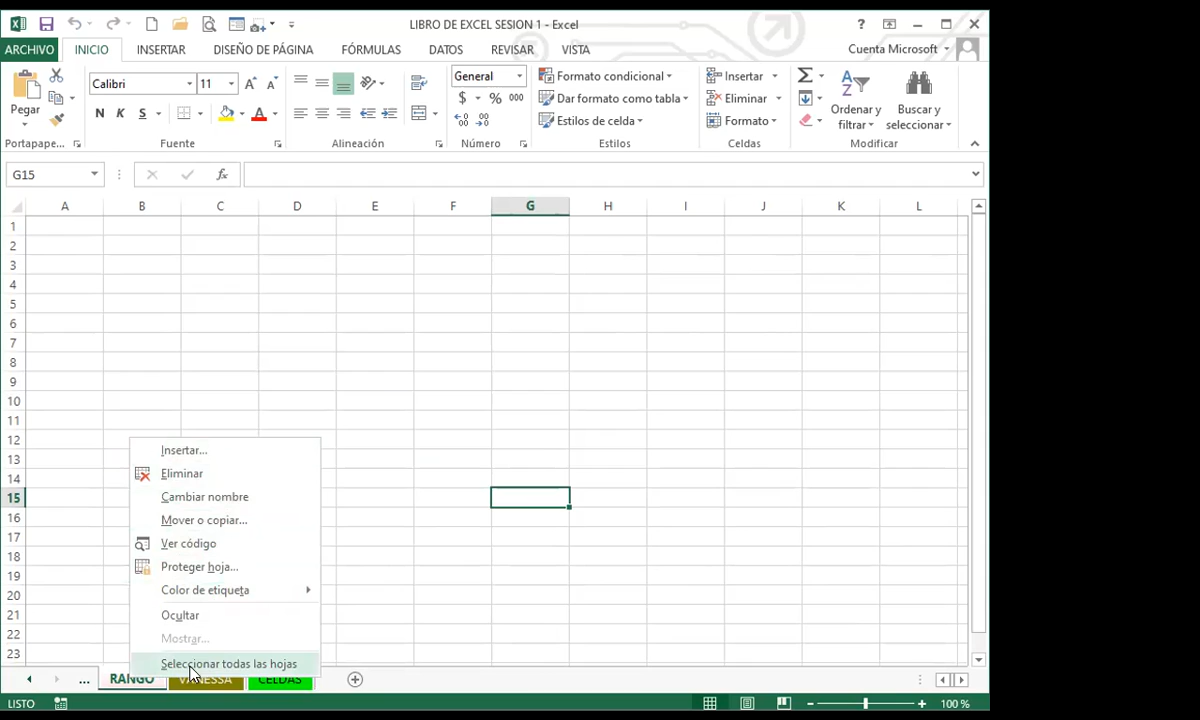 LIBRO DE EXCEL SESION 1 - Excel
?
ARCHIVO INICIO INSERTAR DISEÑO DE PÁGINA FÓRMULAS DATOS REVISAR VISTA Cuenta Microsoft
Pegar
Calibri 11
N K S A
General
$ % 000
Formato condicional
Dar formato como tabla
Estilos de celda
Insertar
Eliminar
Formato
Ordenar y filtrar
Buscar y seleccionar
Portapape... Fuente Alineación Número Estilos Celdas Modificar
G15 fx
A B C D E F G H I J K L
1
2
3
4
5
6
7
8
9
10
11
12
13
14
15
16
17
18
19
20
21
22
23
Insertar...
Eliminar
Cambiar nombre
Mover o copiar...
Ver código
Proteger hoja...
Color de etiqueta
Ocultar
Mostrar...
Seleccionar todas las hojas
... RANGO VANESSA CELDAS
LISTO 100 %